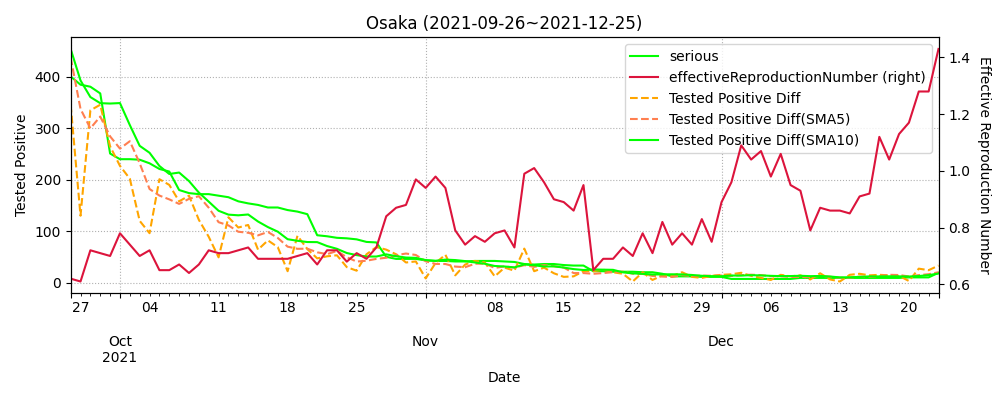 Osaka (2021-09-26~2021-12-25)
serious
effectiveReproductionNumber (right)
Tested Positive Diff
Tested Positive Diff(SMA5)
Tested Positive Diff(SMA10)
Tested Positive
400
300
200
100
0
1.4
1.2
1.0
0.8
0.6
Effective Reproduction Number
27 04 11 18 25 08 15 22 29 06 13 20
Oct Nov Dec
2021
Date